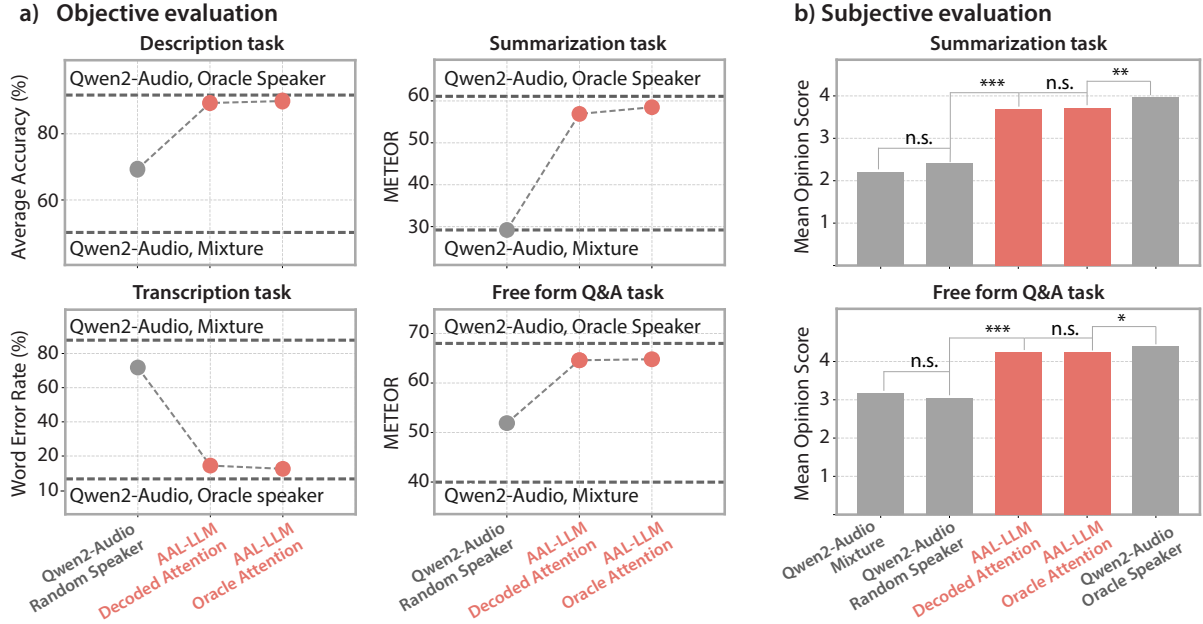 a) Objective evaluation
Description task
Average Accuracy (%)
80
60
Qwen2-Audio, Oracle Speaker
Qwen2-Audio, Mixture
Summarization task
METEOR
60
50
40
30
Qwen2-Audio, Oracle Speaker
Qwen2-Audio, Mixture
Transcription task
Word Error Rate (%)
80
60
40
20
10
Qwen2-Audio, Mixture
Qwen2-Audio, Oracle speaker
Qwen2-Audio
Random Speaker
AAL-LLM
Decoded Attention
AAL-LLM
Oracle Attention
Free form Q&A task
METEOR
70
60
50
40
Qwen2-Audio, Oracle Speaker
Qwen2-Audio, Mixture
Qwen2-Audio
Random Speaker
AAL-LLM
Decoded Attention
AAL-LLM
Oracle Attention
b) Subjective evaluation
Summarization task
Mean Opinion Score
4
3
2
1
n.s.
***
n.s.
**
Free form Q&A task
Mean Opinion Score
4
3
2
1
n.s.
***
n.s.
*
Qwen2-Audio
Mixture
Qwen2-Audio
Random Speaker
AAL-LLM
Decoded Attention
AAL-LLM
Oracle Attention
Qwen2-Audio
Oracle Speaker